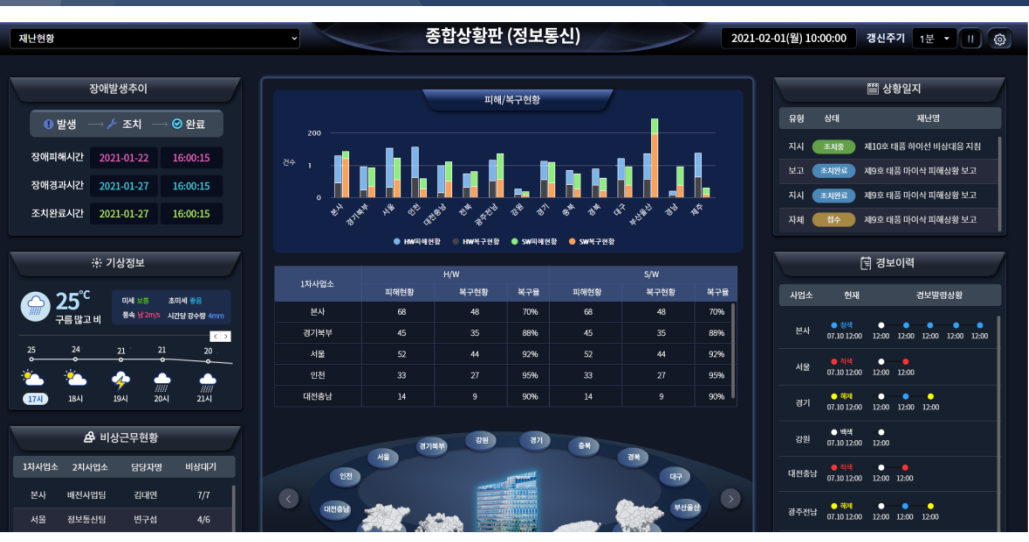 재난현황
종합상황판 (정보통신)
2021-02-01(월) 10:00:00 갱신주기 1분
장애발생추이
발생 조치 완료
장애피해시간 2021-01-22 16:00:15
장애경과시간 2021-01-27 16:00:15
조치완료시간 2021-01-27 16:00:15
기상정보
25℃
구름 많고 비
미세 보통 초미세 좋음
풍속 남 2m/s 시간당 강수량 4mm
25 24 21 21 20
17시 18시 19시 20시 21시
비상근무현황
1차사업소 2차사업소 담당자명 비상대기
본사 배전사업팀 김대연 7/7
서울 정보통신팀 변구섭 4/6
피해/복구현황
건수
200
1
0
본사 경기북부 서울 인천 대전충남 전북 광주전남 강원 경기 충북 경북 대구 부산울산 경남 제주
HW피해현황 HW복구현황 SW피해현황 SW복구현황
1차사업소 H/W S/W
피해현황 복구현황 복구율 피해현황 복구현황 복구율
본사 68 48 70% 68 48 70%
경기북부 45 35 88% 45 35 88%
서울 52 44 92% 52 44 92%
인천 33 27 95% 33 27 95%
대전충남 14 9 90% 14 9 90%
대전충남 인천 서울 경기북부 강원 경기 충북 경북 대구 부산울산
상황일지
유형 상태 재난명
지시 조치중 제10호 태풍 하이선 비상대응 지침
보고 조치완료 제9호 태풍 마이삭 피해상황 보고
지시 조치완료 제9호 태풍 마이삭 피해상황 보고
자체 접수 제9호 태풍 마이삭 피해상황 보고
경보이력
사업소 현재 경보발령상황
본사 청색
07.10 12:00 12:00 12:00 12:00 12:00 12:00
서울 적색
07.10 12:00 12:00 12:00
경기 해제
07.10 12:00 12:00 12:00 12:00
강원 백색
07.10 12:00 12:00
대전충남 적색
07.10 12:00 12:00 12:00
광주전남 해제
07.10 12:00 12:00 12:00 12:00